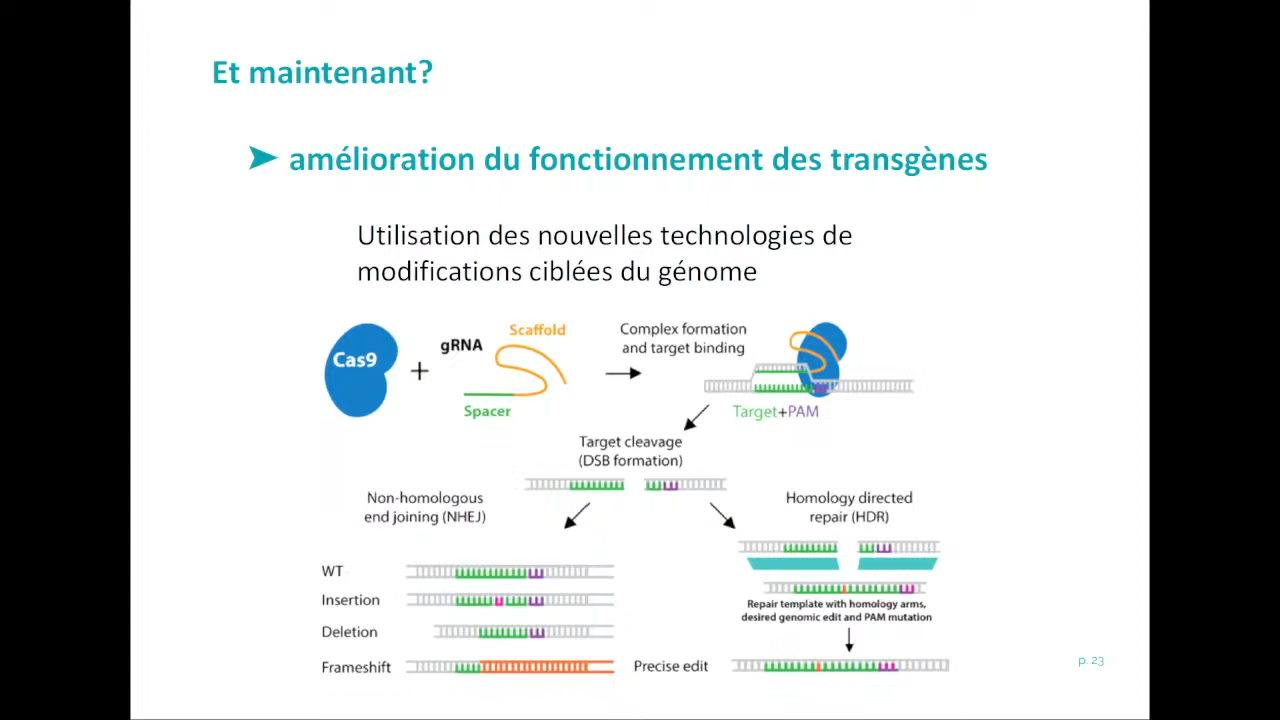 Et maintenant?
➤ amélioration du fonctionnement des transgènes
Utilisation des nouvelles technologies de
modifications ciblées du génome
Cas9
+
gRNA
Scaffold
Spacer
Complex formation
and target binding
Target+PAM
Target cleavage
(DSB formation)
Non-homologous
end joining (NHEJ)
Homology directed
repair (HDR)
WT
Insertion
Deletion
Frameshift
Repair template with homology arms,
desired genomic edit and PAM mutation
Precise edit
p. 23